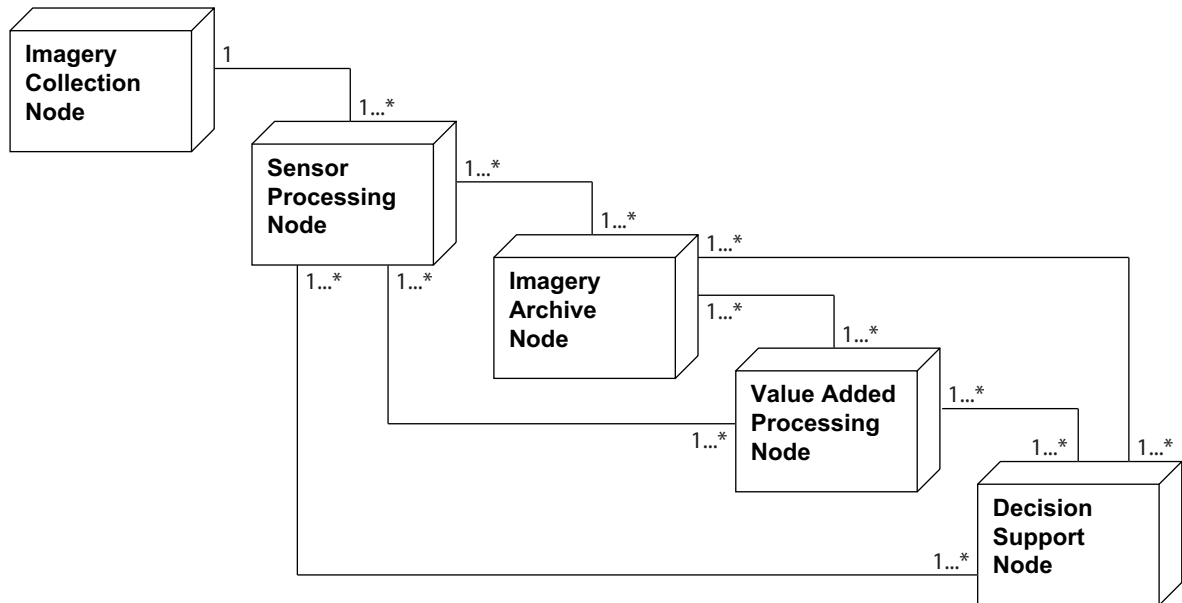 Imagery
Collection
Node
1
1...*
Sensor
Processing
Node
1...*
1...*
1...*
1...*
1...*
Imagery
Archive
Node
1...*
1...*
1...*
Value Added
Processing
Node
1...*
1...*
1...*
1...*
Decision
Support
Node
1...*